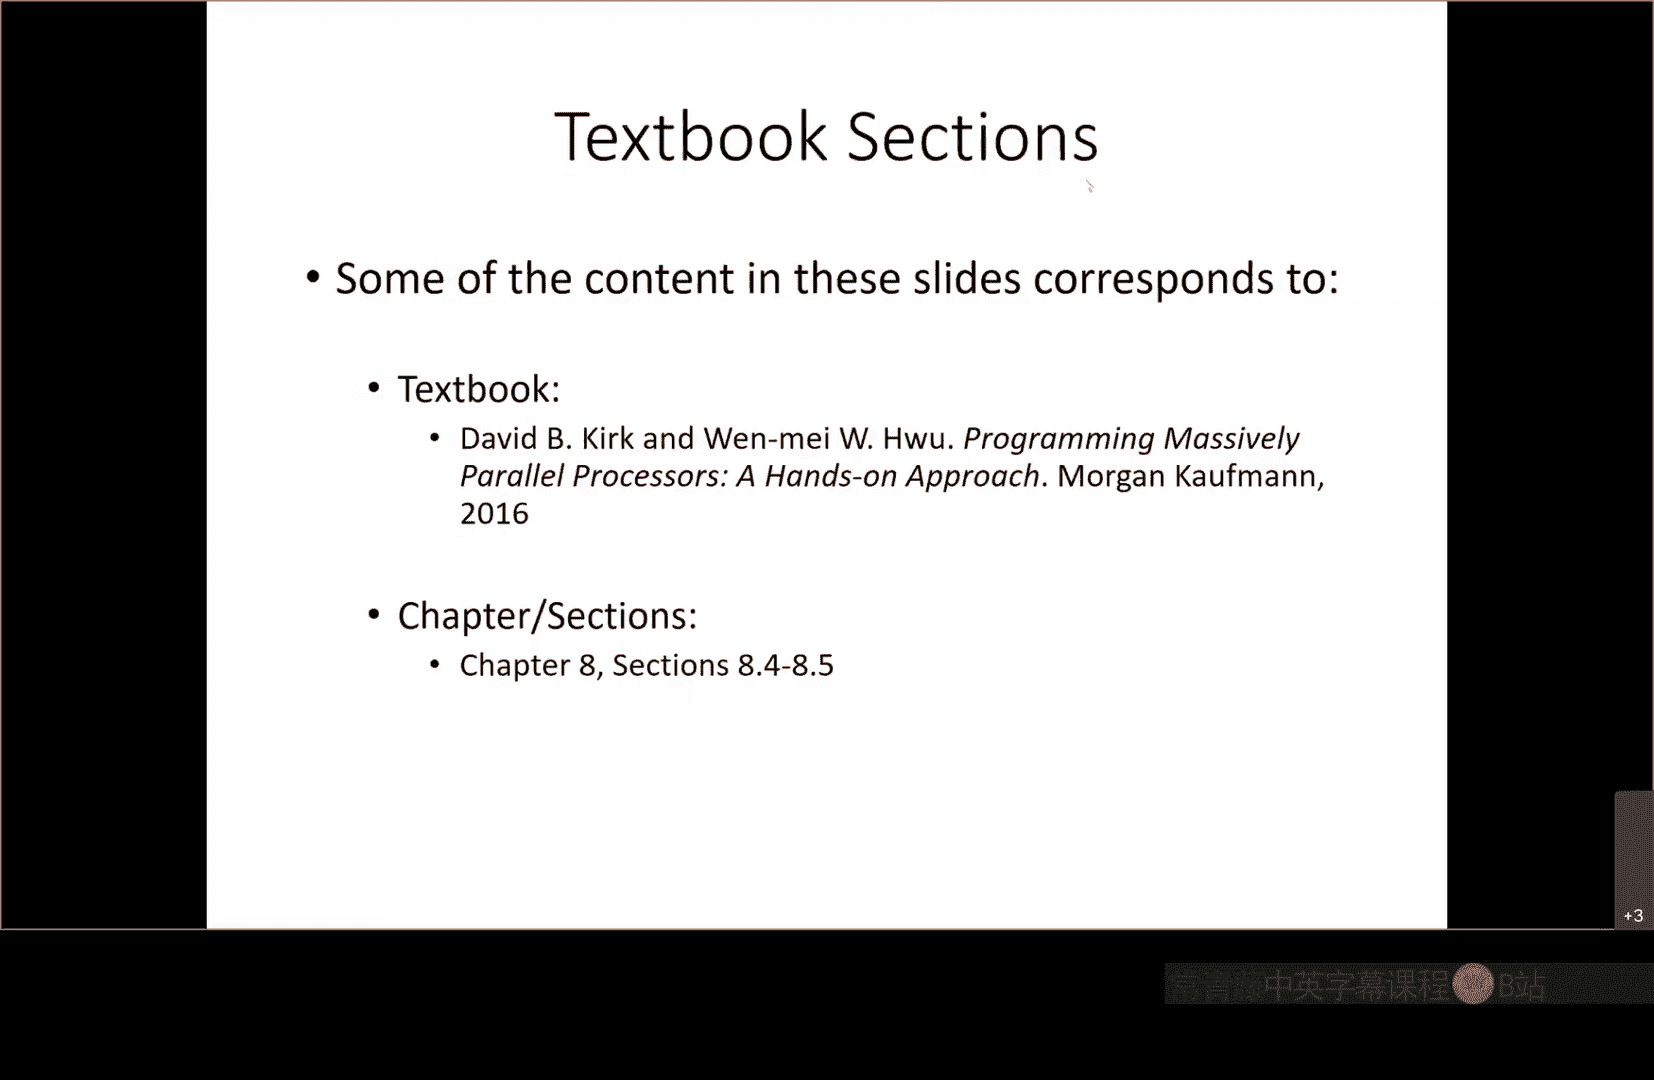 Textbook Sections
• Some of the content in these slides corresponds to:
• Textbook:
• David B. Kirk and Wen-mei W. Hwu. Programming Massively
Parallel Processors: A Hands-on Approach. Morgan Kaufmann,
2016
• Chapter/Sections:
• Chapter 8, Sections 8.4-8.5
+3
中英字幕课程 B站